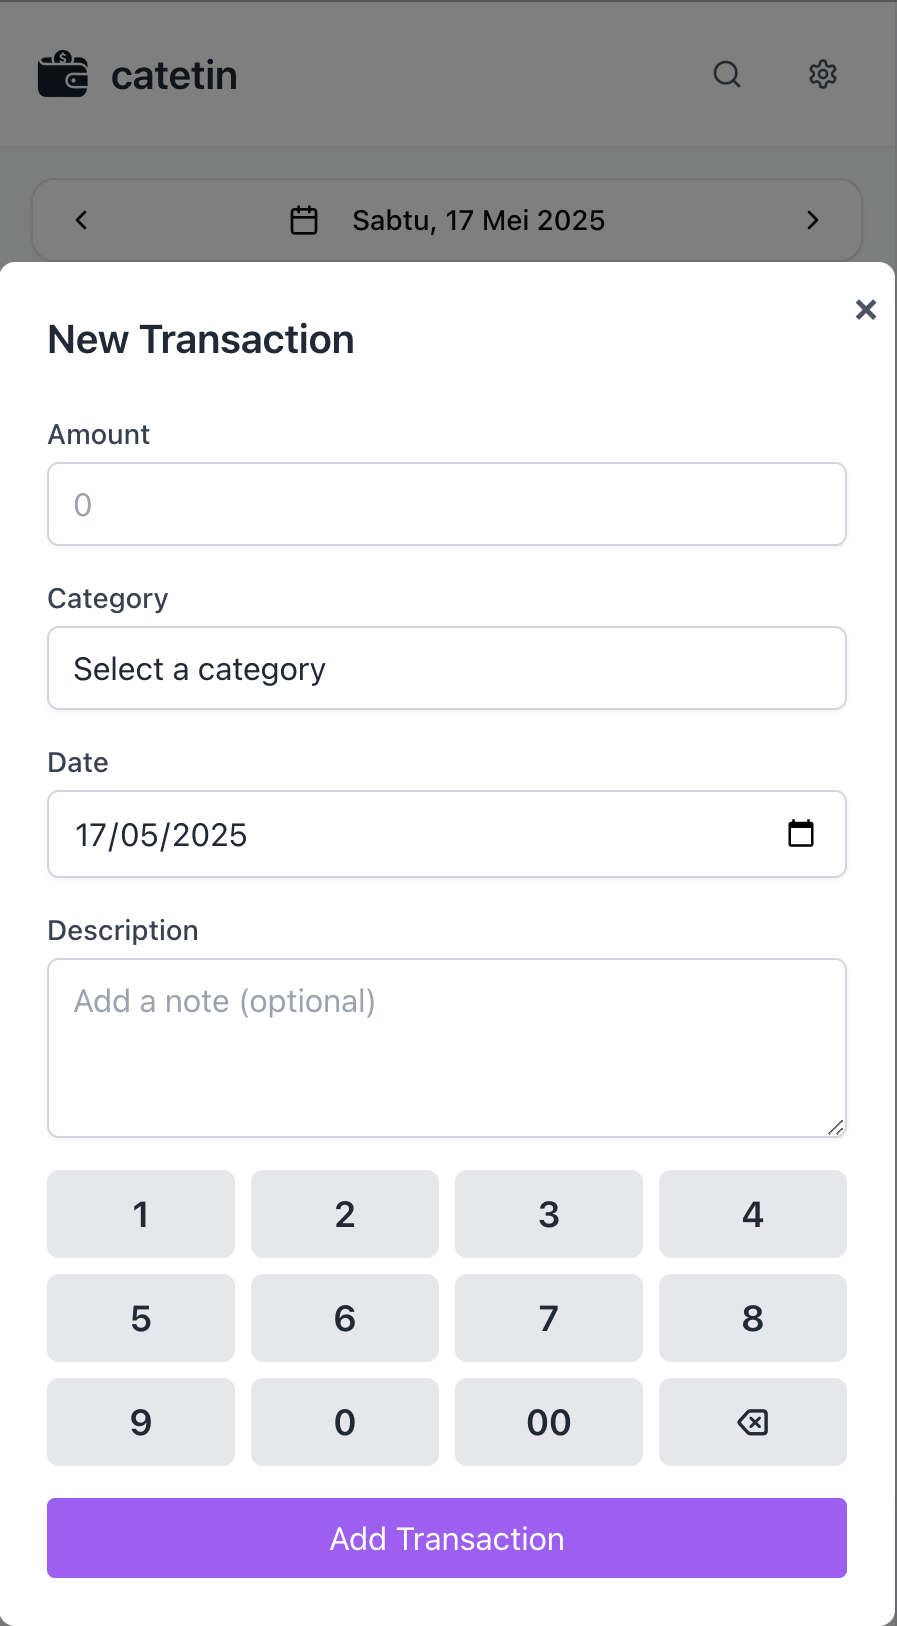 catetin
Sabtu, 17 Mei 2025
New Transaction
Amount
0
Category
Select a category
Date
17/05/2025
Description
Add a note (optional)
1 2 3 4
5 6 7 8
9 0 00
Add Transaction